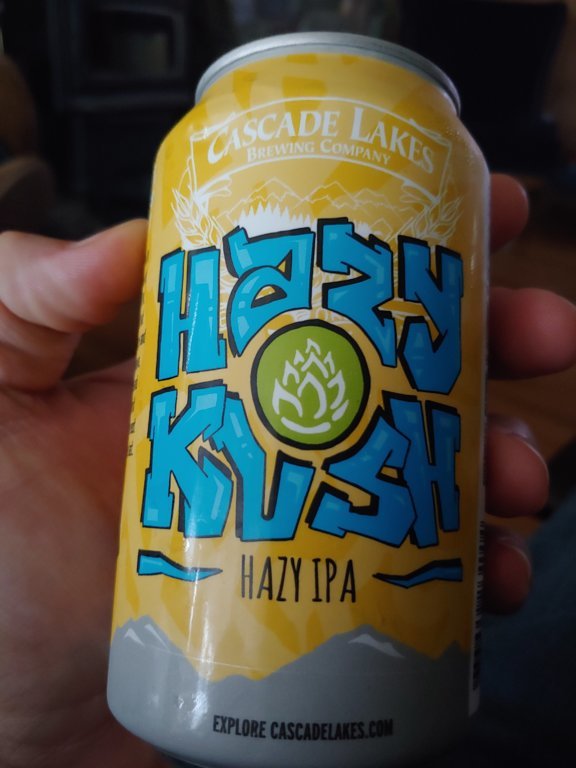 CASCADE LAKES
BREWING COMPANY
HAZY
KUSH
HAZY IPA
EXPLORE CASCADELAKES.COM